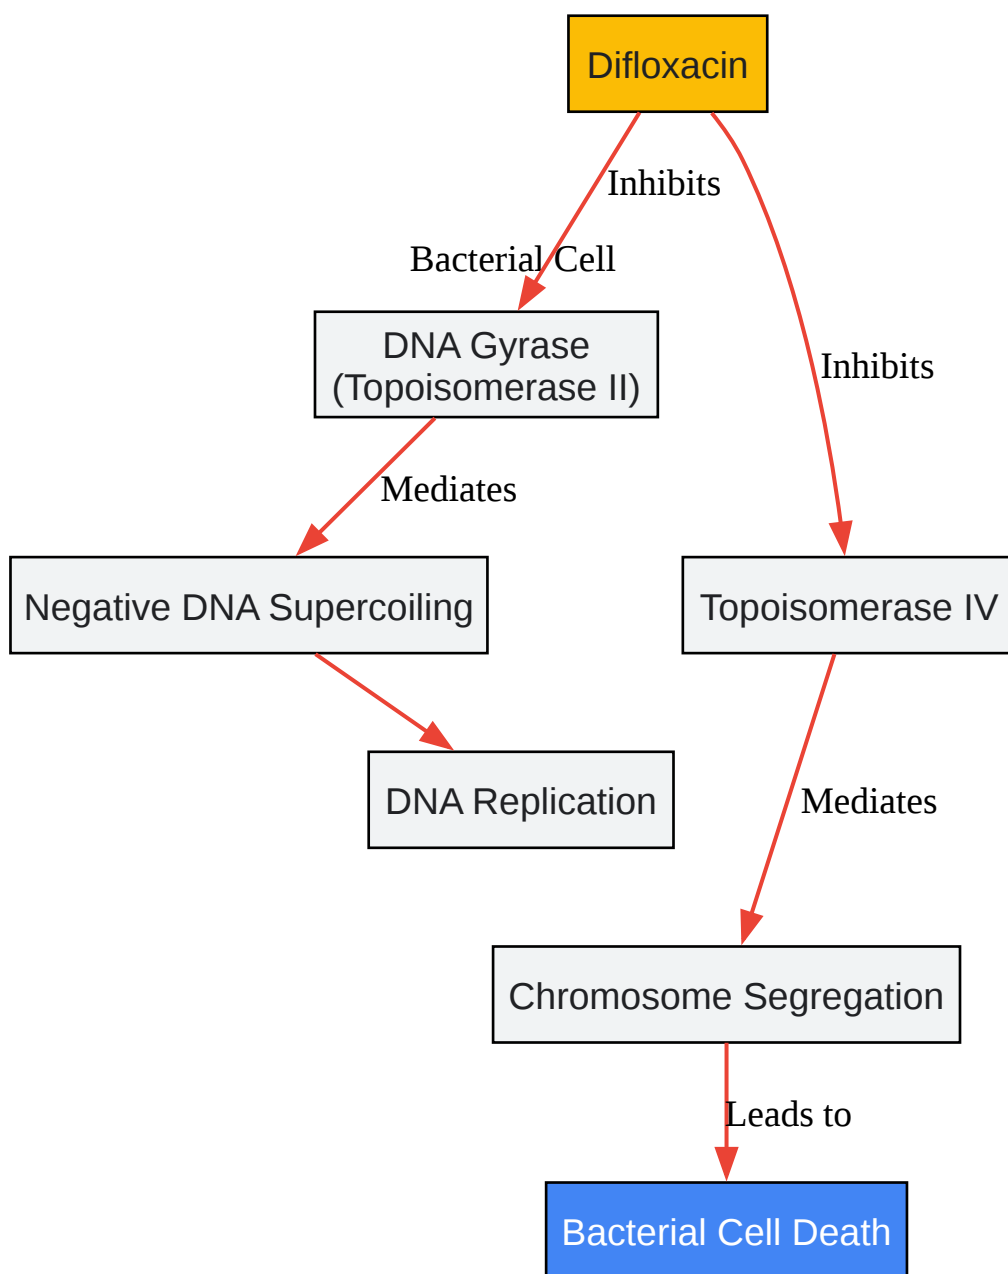 Difloxacin
Inhibits
Bacterial Cell
DNA Gyrase
(Topoisomerase II)
Inhibits
Mediates
Negative DNA Supercoiling
Topoisomerase IV
DNA Replication
Mediates
Chromosome Segregation
Leads to
Bacterial Cell Death